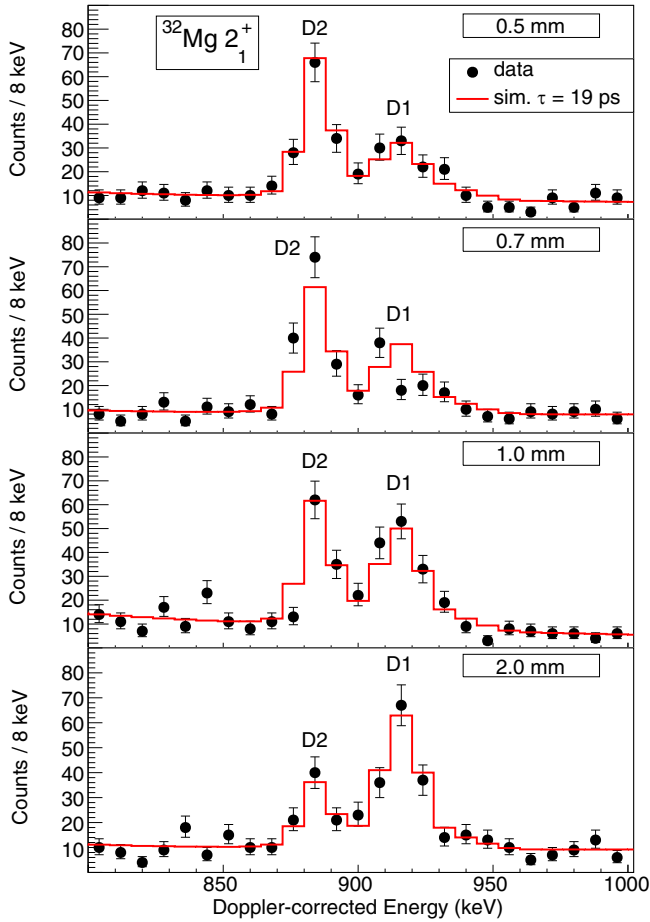 ³²Mg 2₁⁺
0.5 mm
data
sim. τ = 19 ps
D2
D1
Counts / 8 keV
80
70
60
50
40
30
20
10
0.7 mm
D2
D1
Counts / 8 keV
80
70
60
50
40
30
20
10
1.0 mm
D2
D1
Counts / 8 keV
80
70
60
50
40
30
20
10
2.0 mm
D1
D2
Counts / 8 keV
80
70
60
50
40
30
20
10
850 900 950 1000
Doppler-corrected Energy (keV)